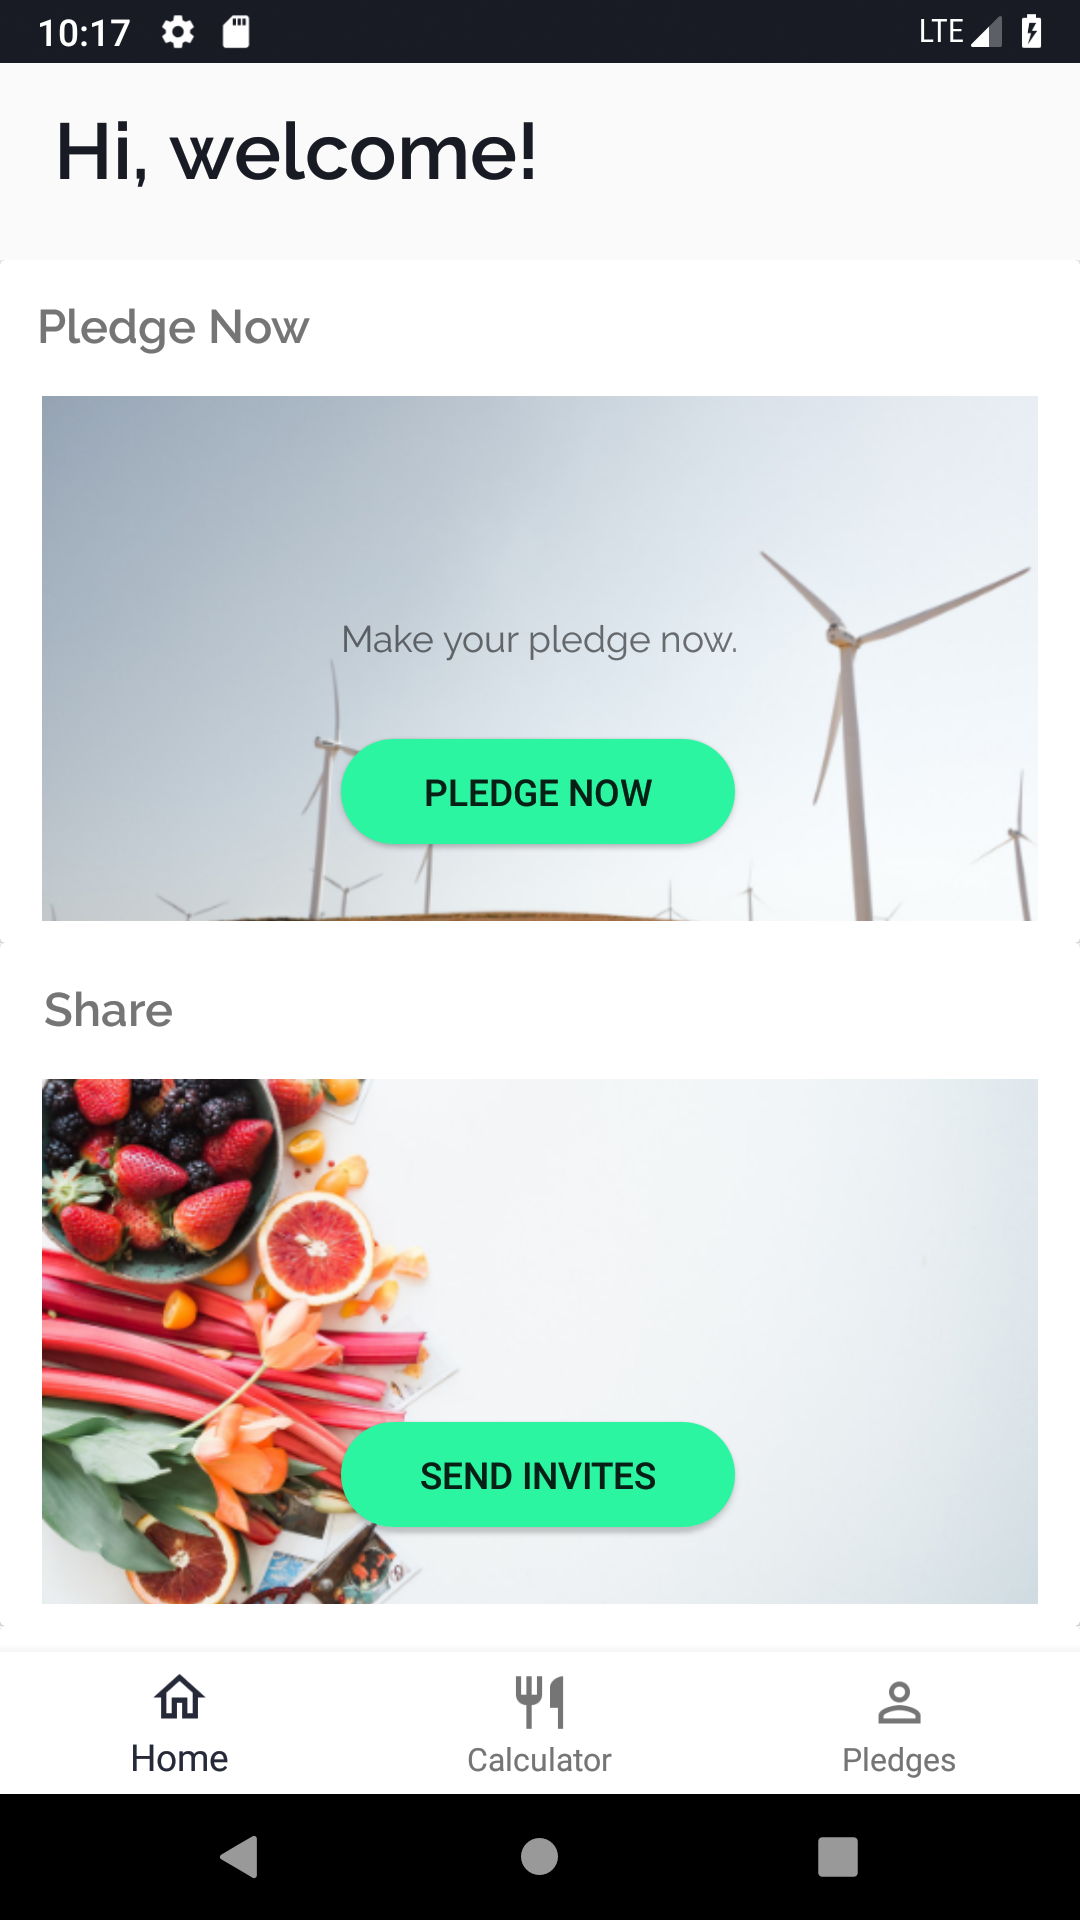 10:17
LTE
Hi, welcome!
Pledge Now
Make your pledge now.
PLEDGE NOW
Share
SEND INVITES
Home
Calculator
Pledges